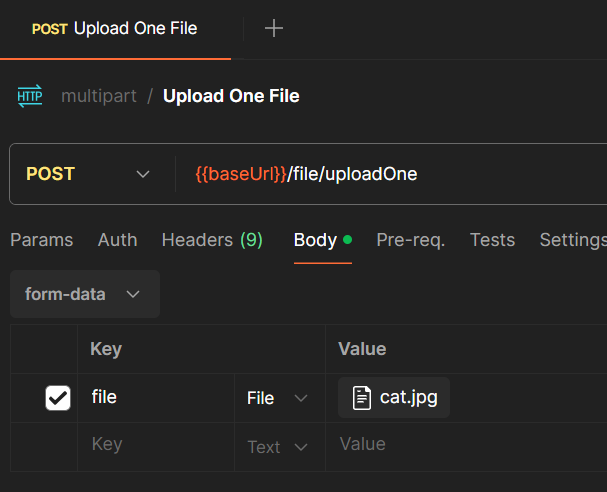 POST Upload One File
HTTP multipart / Upload One File
POST {{baseUrl}}/file/uploadOne
Params Auth Headers (9) Body Pre-req. Tests Settings
form-data
Key Value
file File cat.jpg
Key Text Value